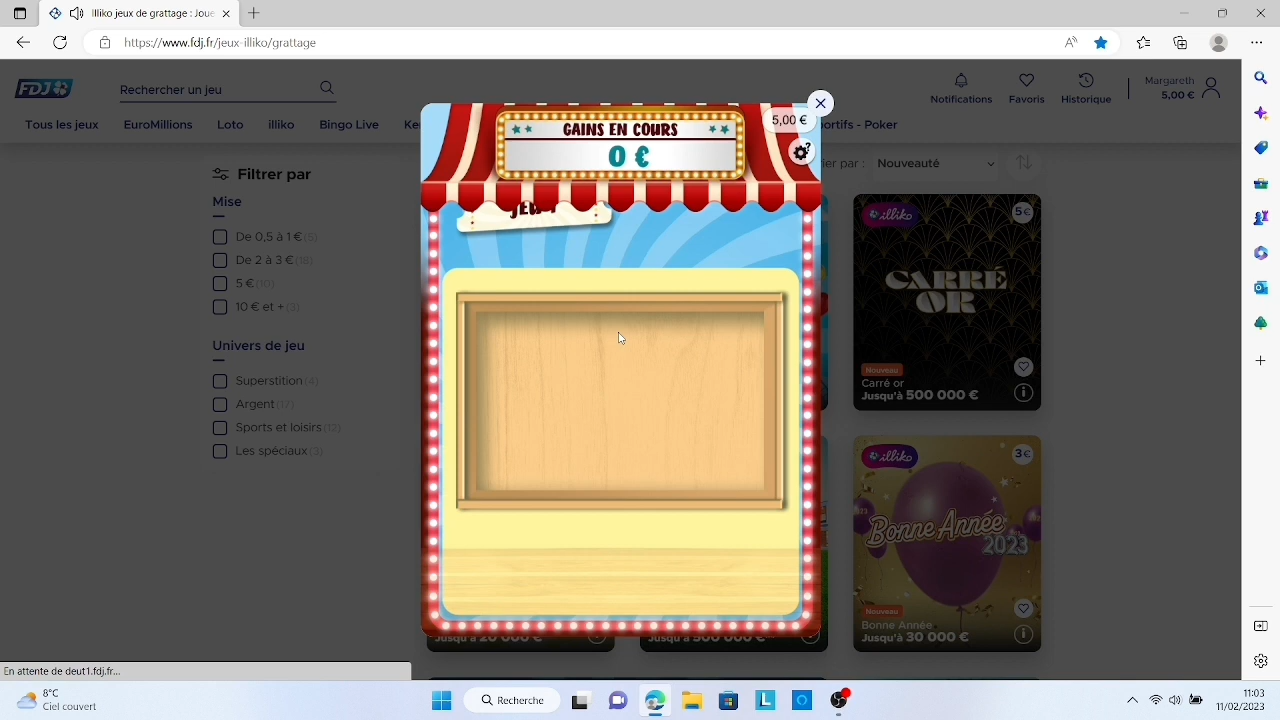 Jeux de grattage : Joue
https://www.fdj.fr/jeux-illiko/grattage
FDJ
Rechercher un jeu
Notifications
Favoris
Historique
Margareth
5,00 €
Tous les jeux
EuroMillions
Loto
illiko
Bingo Live
Ke
ortifs - Poker
GAINS EN COURS
0 €
5,00 €
ier par :
Nouveauté
Filtrer par
Mise
De 0,5 à 1 € (5)
De 2 à 3 € (18)
5 € (10)
10 € et + (3)
Univers de jeu
Superstition (4)
Argent (17)
Sports et loisirs (12)
Les spéciaux (3)
illiko
5€
CARRÉ
OR
Nouveau
Carré or
Jusqu'à 500 000 €
illiko
3€
Bonne Année
2023
Nouveau
Bonne Année
Jusqu'à 30 000 €
Jusqu'à 20 000 €
Jusqu'à 500 000 €
En attente de deut1.fdj.fr...
8°C
Ciel couvert
Recherche
11:03
11/02/2023